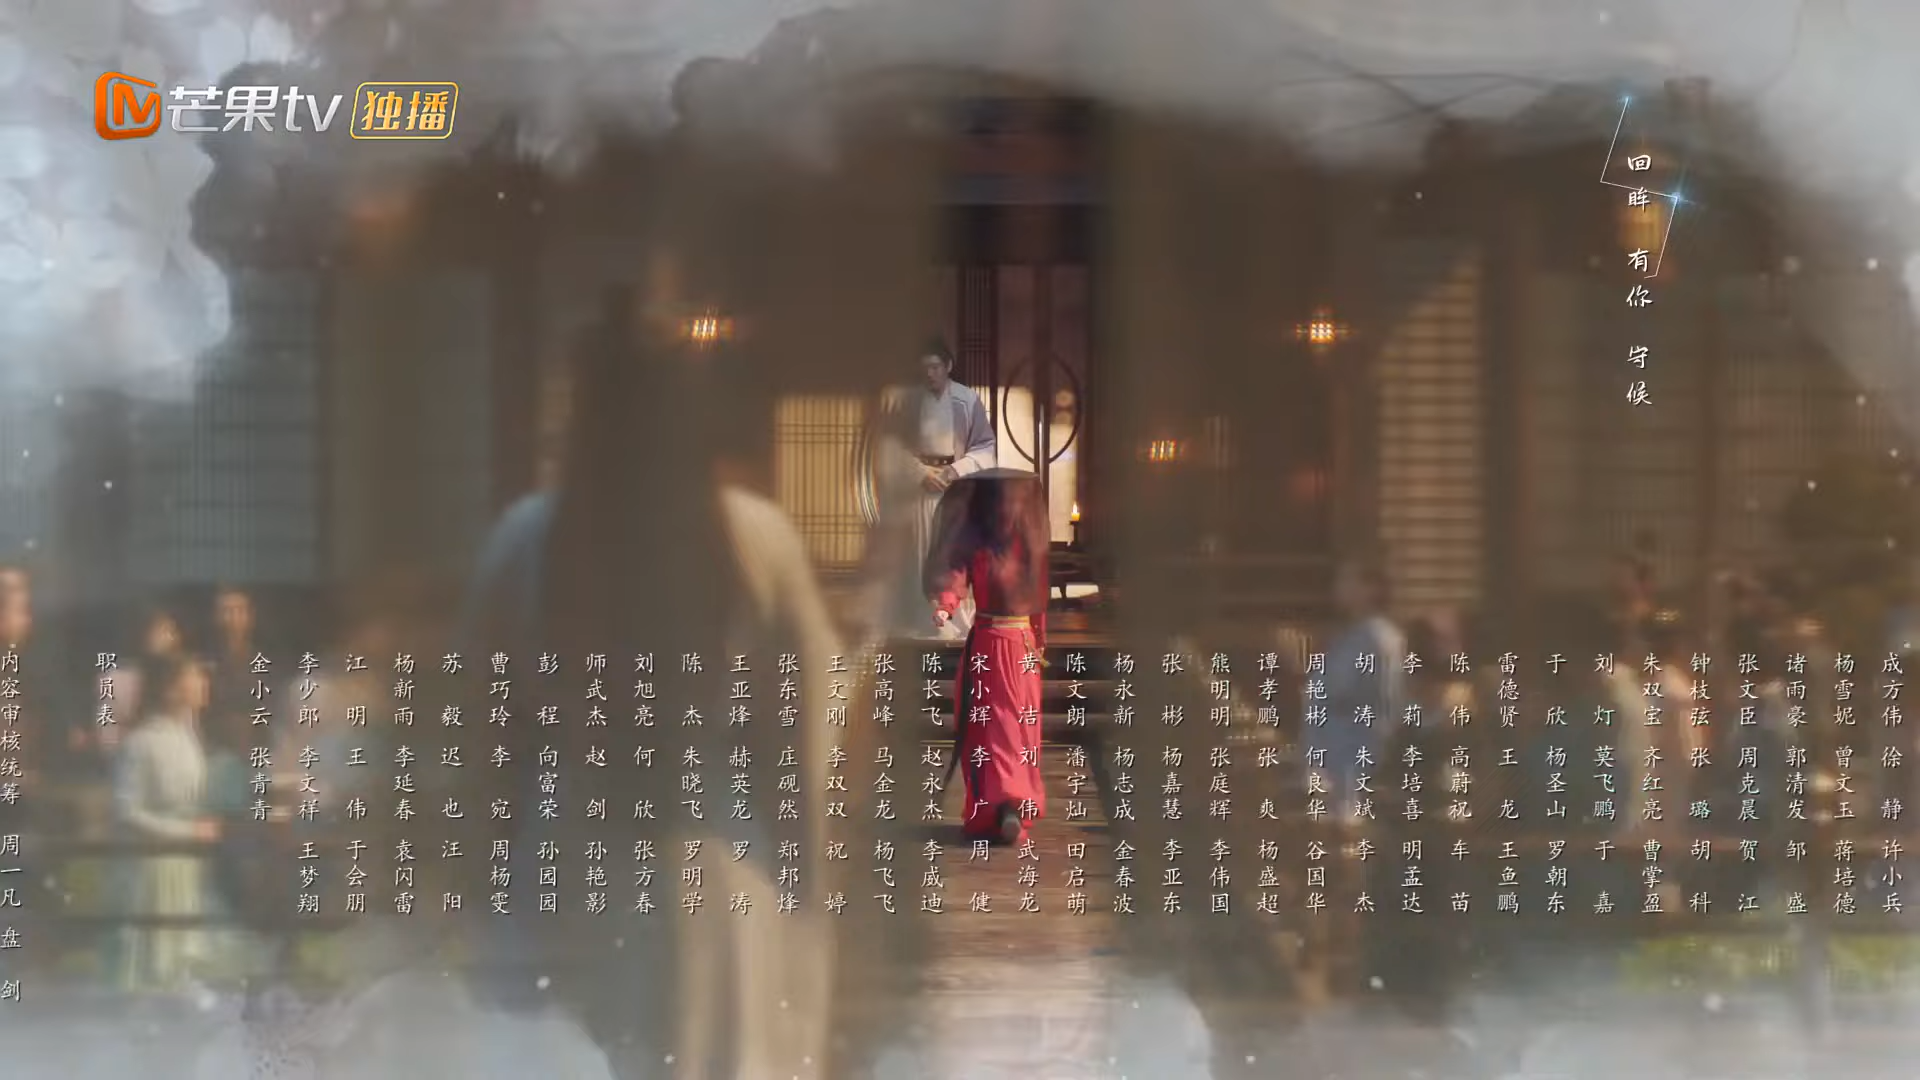 芒果tv 独播
回眸 有你 守候
内容审核统筹 周一凡 盘剑
职员表
金小云 张青青
李少郎 李文祥 王梦翔
江明 王伟 于会朋
杨新雨 李延春 袁闪雷
苏毅 迟也 汪阳
曹巧玲 李宛 周杨雯
彭程 向富荣 孙园园
师武杰 赵剑 孙艳影
刘旭亮 何欣 张方春
陈杰 朱晓飞 罗明学
王亚烽 赫英龙 罗涛
张东雪 庄砚然 郑邦烽
王文刚 李双双 祝婷
张高峰 马金龙 杨飞飞
陈长飞 赵永杰 李威迪
宋小辉 李广 周健
黄洁 刘伟 武海龙
陈文朗 潘宇灿 田启萌
杨永新 杨志成 金春波
张彬 杨嘉慧 李亚东
熊明明 张庭辉 李伟国
谭孝鹏 张爽 杨盛超
周艳彬 何良华 谷国华
胡涛 朱文斌 李杰
李莉 李培喜 明孟达
陈伟 高蔚祝 车苗
雷德贤 王龙 王鱼鹏
于欣 杨圣山 罗朝东
刘灯 莫飞鹏 于嘉
朱双宝 齐红亮 曹掌盈
钟枝弦 张璐 胡科
张文臣 周克晨 贺江
诸雨豪 郭清发 邹盛
杨雪妮 曾文玉 蒋培德
成方伟 徐静 许小兵